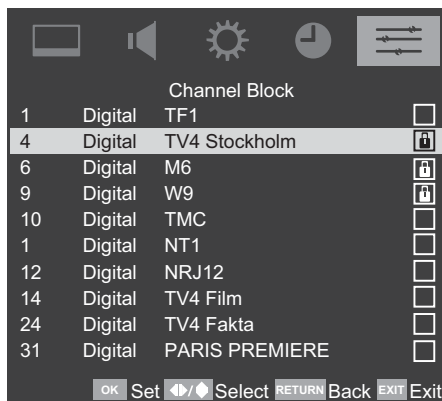 Channel Block
1 Digital TF1
4 Digital TV4 Stockholm
6 Digital M6
9 Digital W9
10 Digital TMC
1 Digital NT1
12 Digital NRJ12
14 Digital TV4 Film
24 Digital TV4 Fakta
31 Digital PARIS PREMIERE
OK Set / Select RETURN Back EXIT Exit